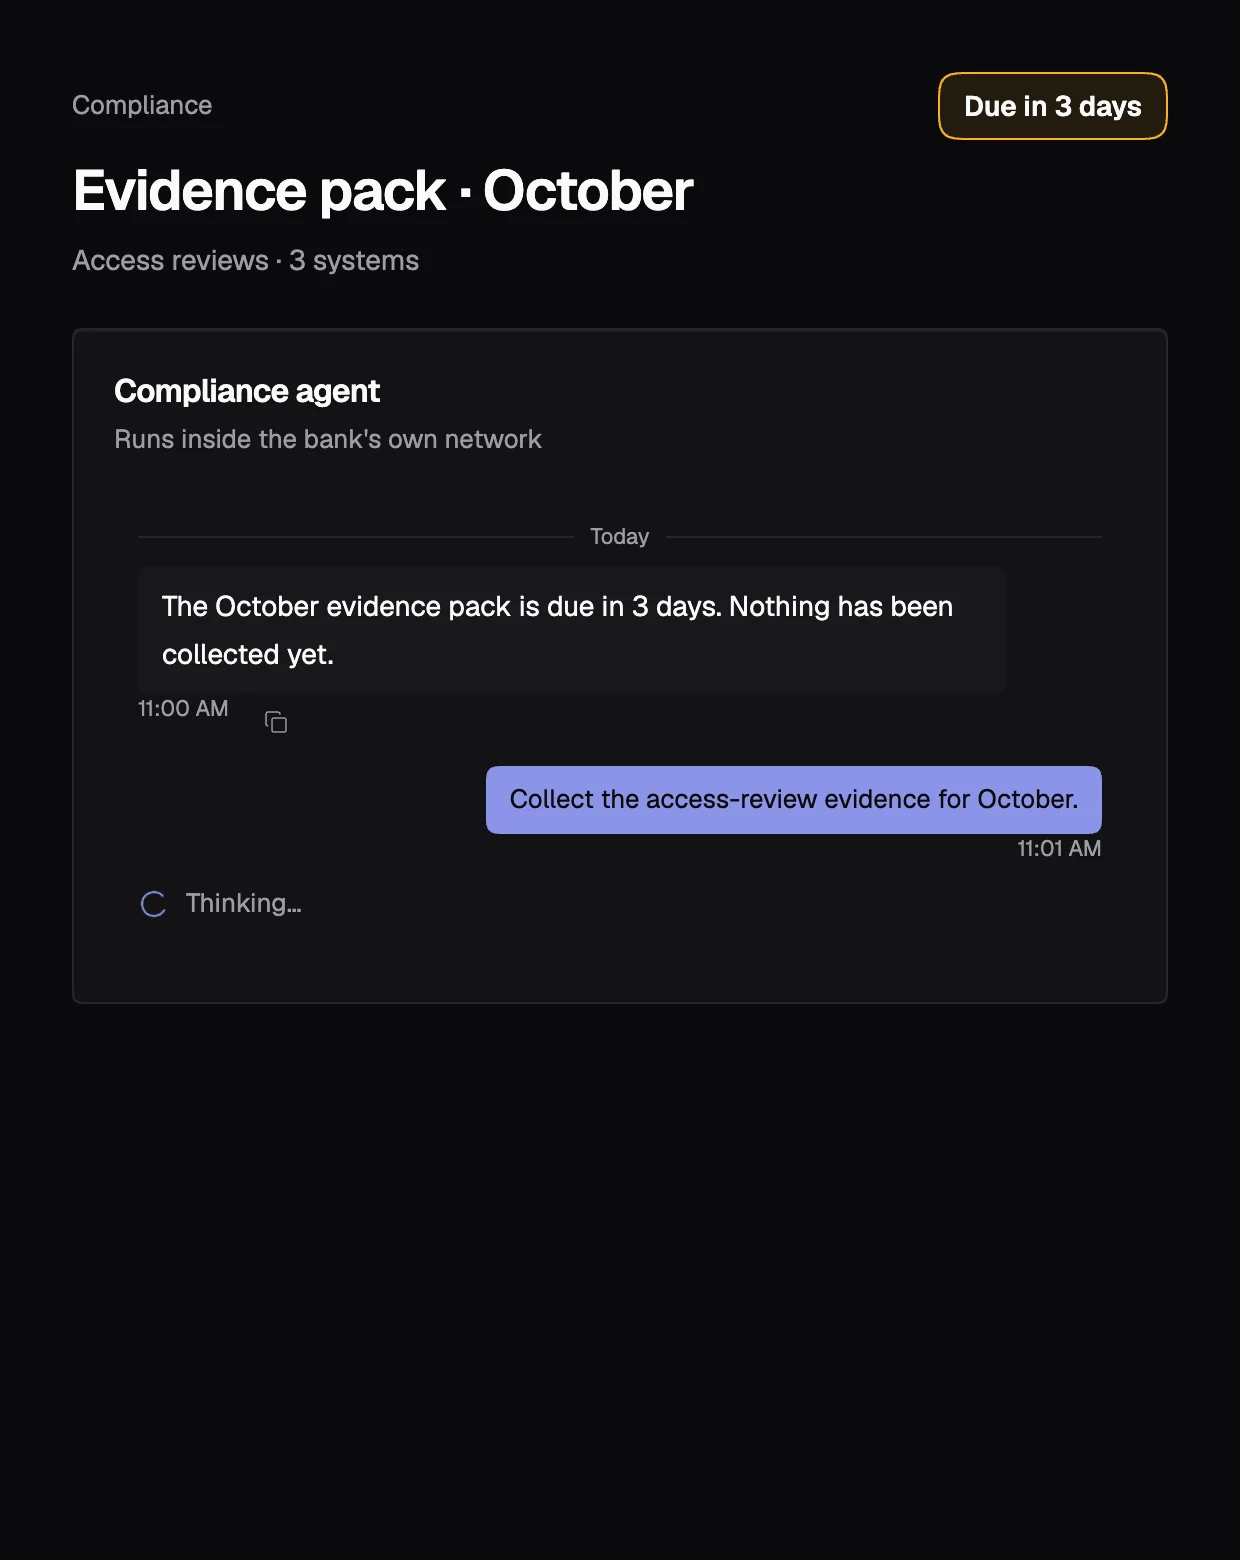 Compliance
Due in 3 days
Evidence pack · October
Access reviews · 3 systems
Compliance agent
Runs inside the bank's own network
Today
The October evidence pack is due in 3 days. Nothing has been
collected yet.
11:00 AM
Collect the access-review evidence for October.
11:01 AM
Thinking...